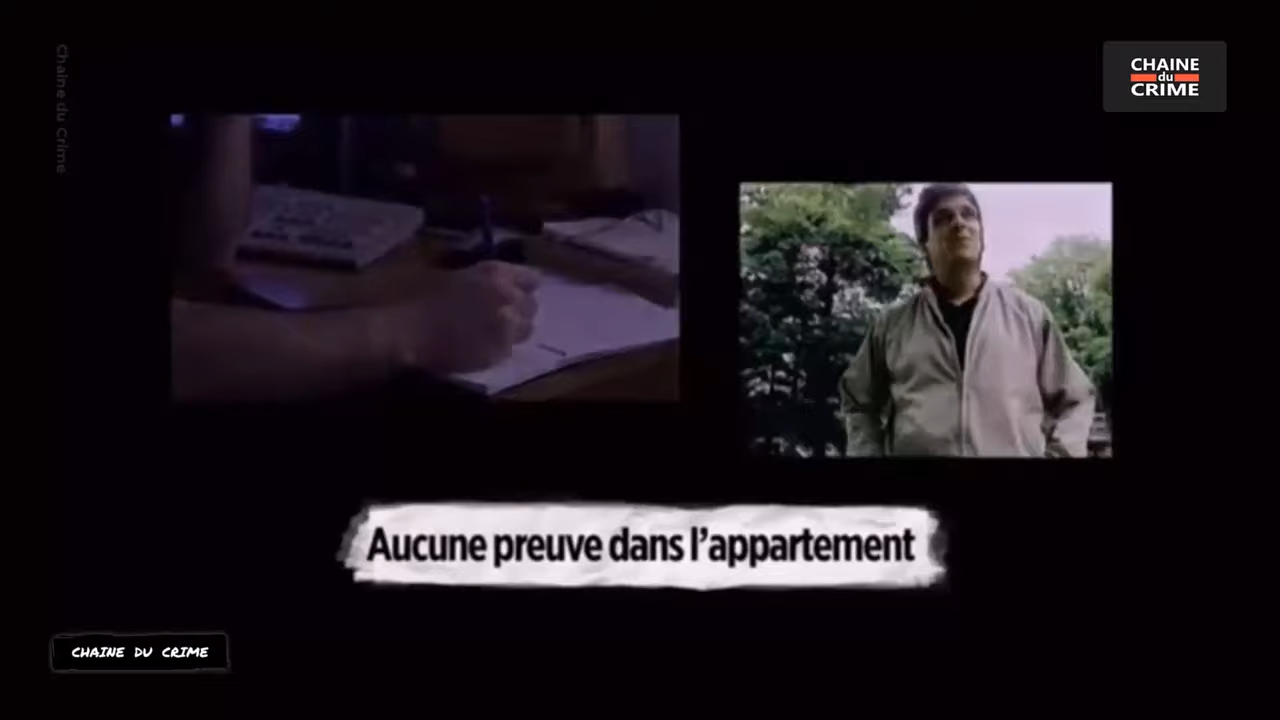 Chaine du Crime
CHAINE
du
CRIME
Aucune preuve dans l'appartement
CHAINE DU CRIME